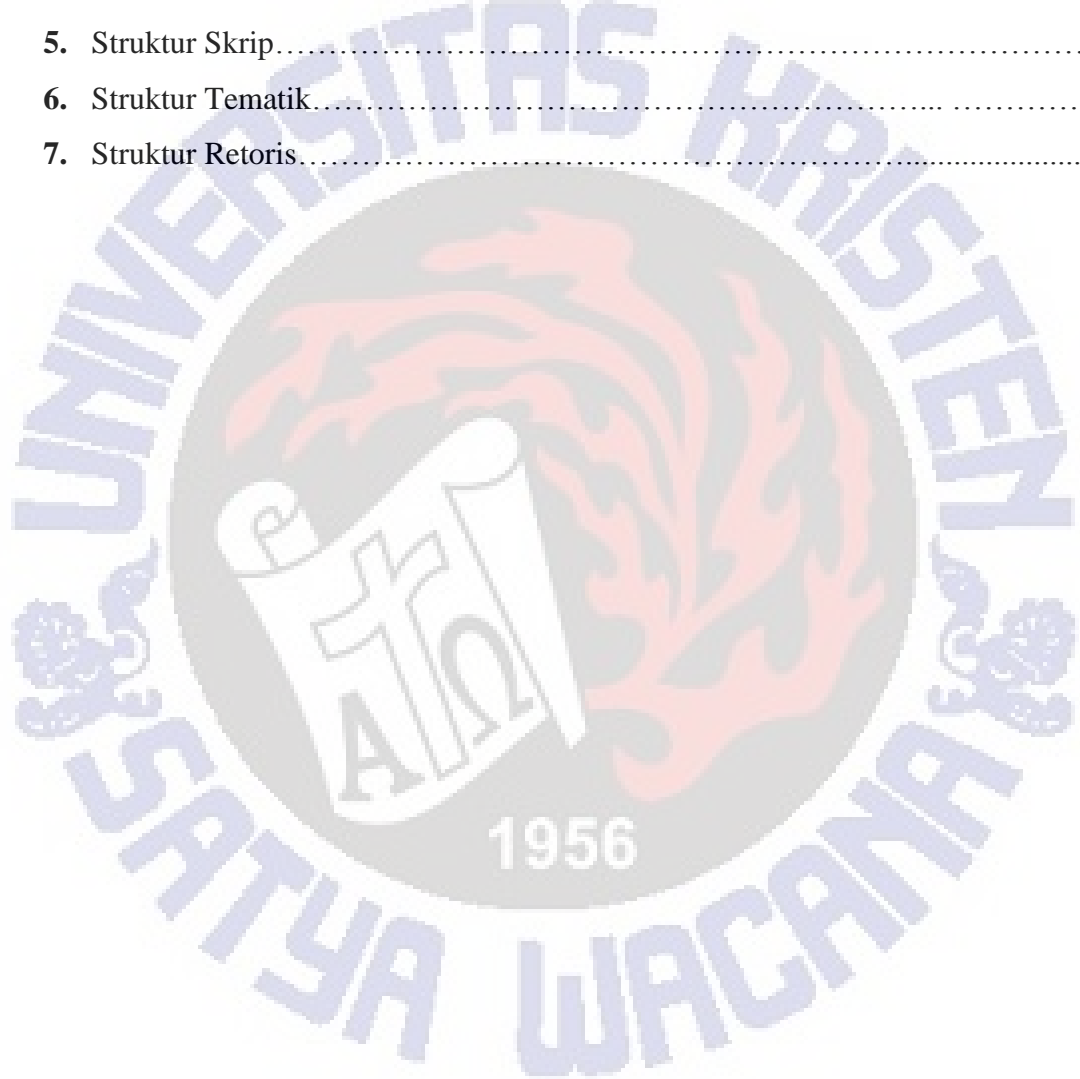 5. Struktur Skrip………………………………………………………………………
6. Struktur Tematik…………………………………………………….. …………
7. Struktur Retoris…………………………………………………......................
UNIVERSITAS KRISTEN
A Ω
1956
SATYA WACANA